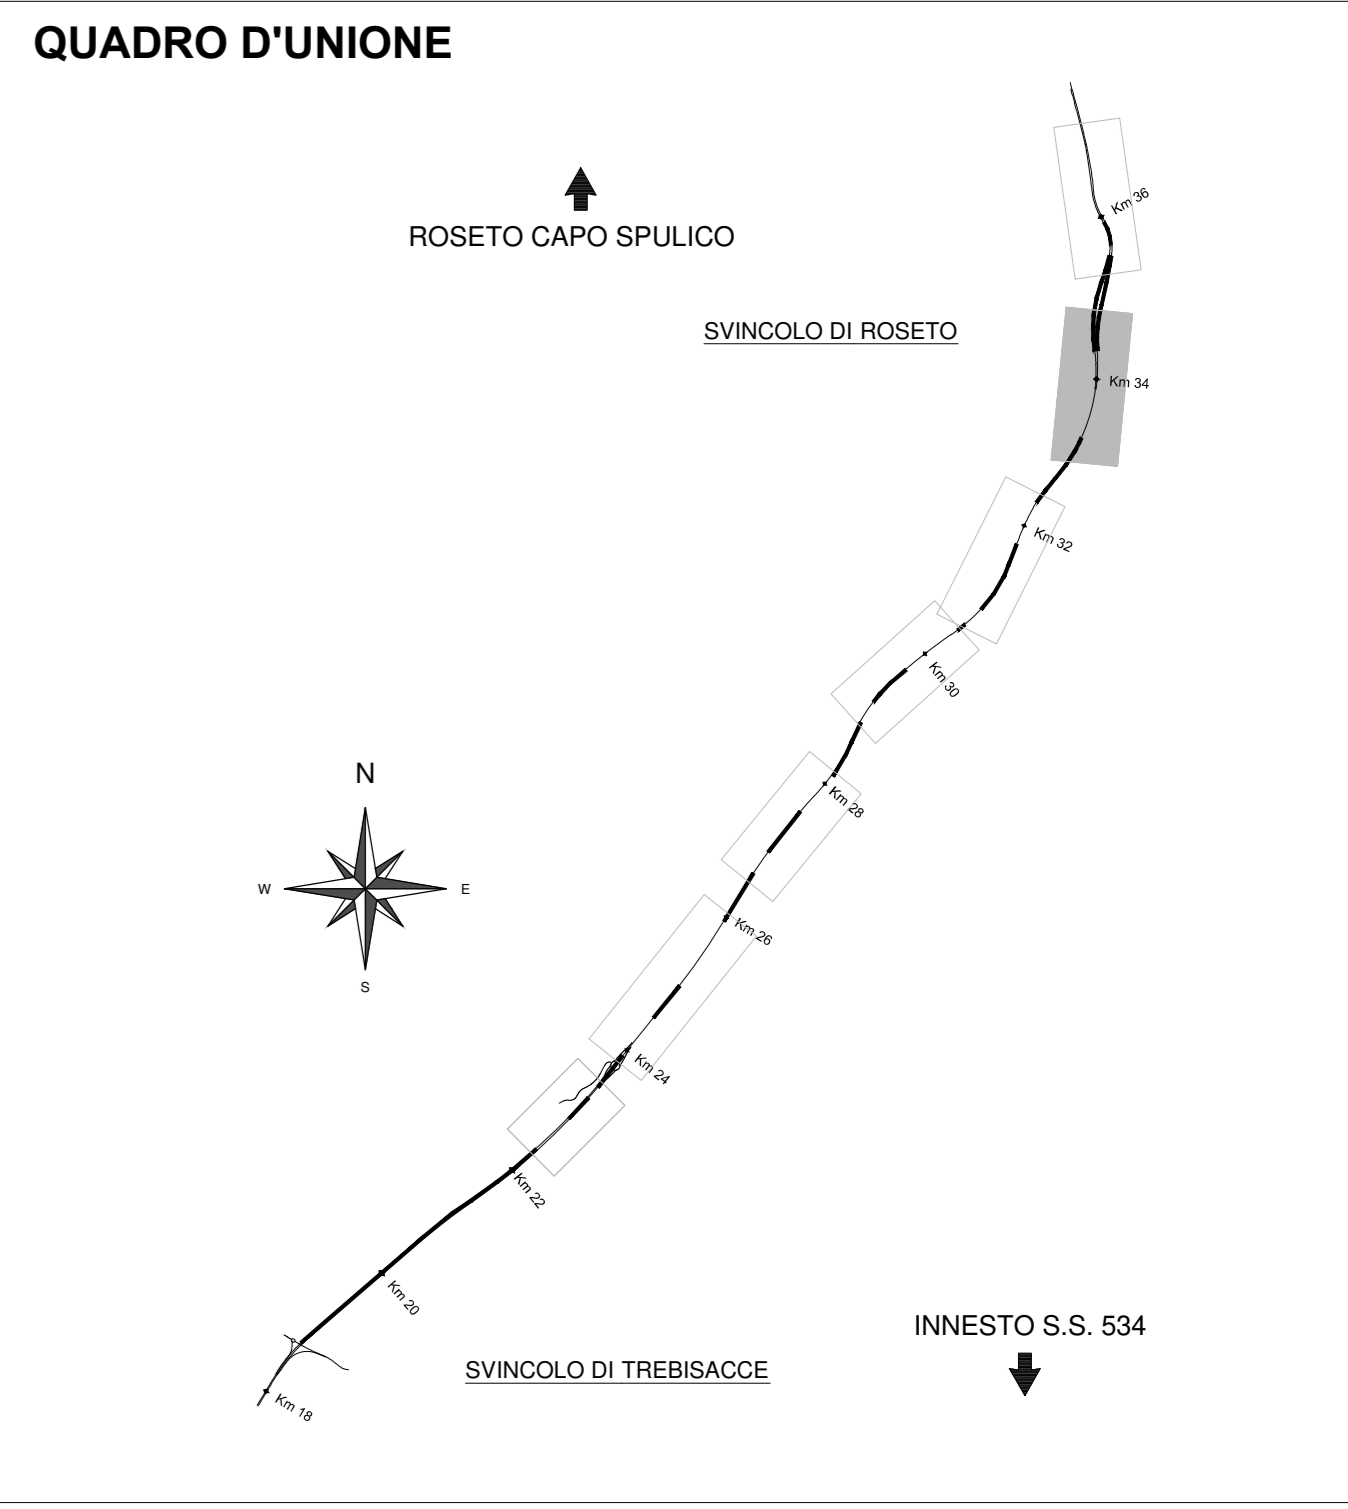 QUADRO D'UNIONE
Km 36
ROSETO CAPO SPULICO
SVINCOLO DI ROSETO
Km 34
Km 32
Km 30
N
Km 28
W
E
Km 26
S
Km 24
Km 22
Km 20
INNESTO S.S. 534
SVINCOLO DI TREBISACCE
Km 18